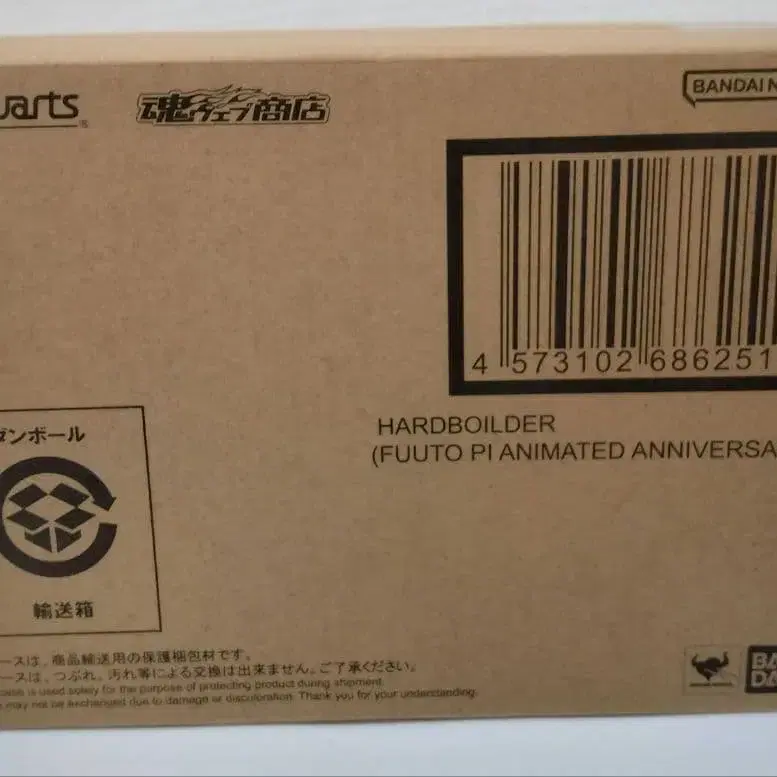 uarts
魂ウェブ商店
BANDAI N
4 573102 686251
HARDBOILDER
(FUUTO PI ANIMATED ANNIVERSA
ダンボール
輸送箱
ースは、商品輸送用の保護梱包材です。
ースは、つぶれ、汚れ等による交換は出来ません。ご了承ください。
case is used solely for the purpose of protecting product during shipment.
may not be exchanged due to damage or discoloration. Thank you for your understanding.
BA
DA